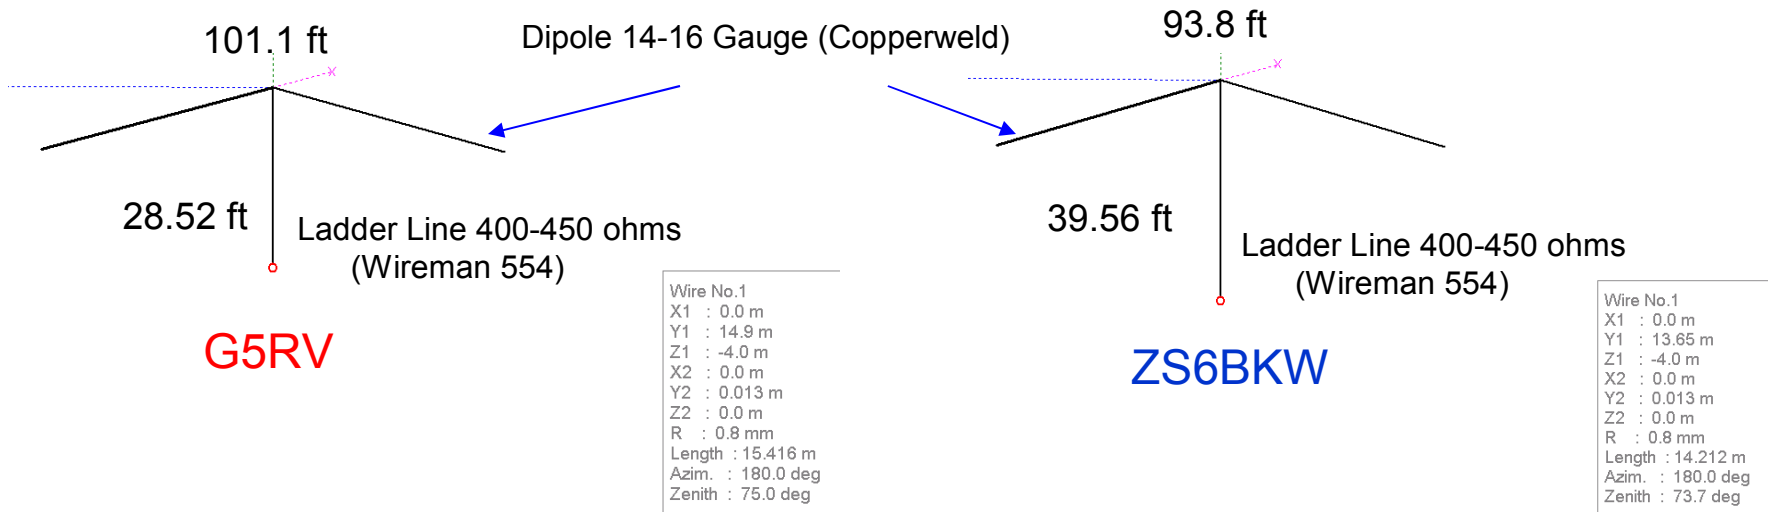 101.1 ft
Dipole 14-16 Gauge (Copperweld)
93.8 ft
X
X
28.52 ft
Ladder Line 400-450 ohms
(Wireman 554)
39.56 ft
Ladder Line 400-450 ohms
(Wireman 554)
G5RV
Wire No.1
X1 : 0.0 m
Y1 : 14.9 m
Z1 : -4.0 m
X2 : 0.0 m
Y2 : 0.013 m
Z2 : 0.0 m
R : 0.8 mm
Length : 15.416 m
Azim. : 180.0 deg
Zenith : 75.0 deg
ZS6BKW
Wire No.1
X1 : 0.0 m
Y1 : 13.65 m
Z1 : -4.0 m
X2 : 0.0 m
Y2 : 0.013 m
Z2 : 0.0 m
R : 0.8 mm
Length : 14.212 m
Azim. : 180.0 deg
Zenith : 73.7 deg